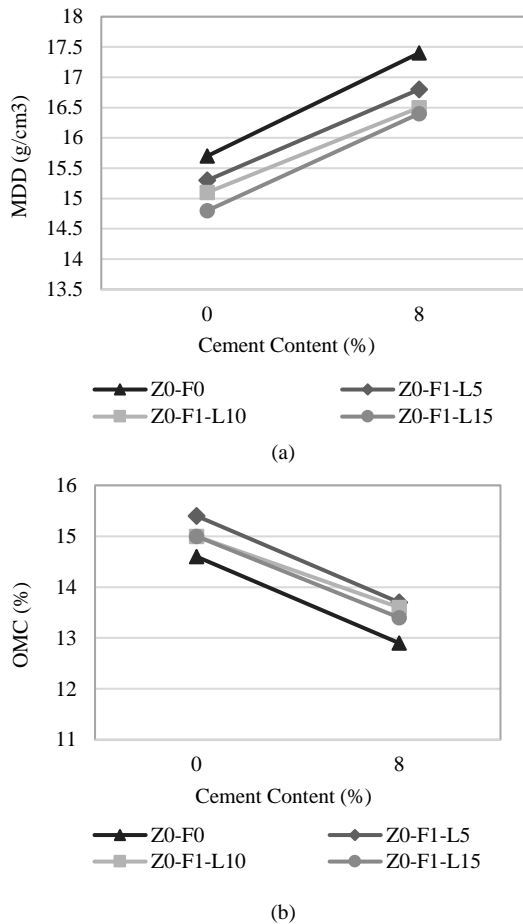 18
17.5
17
16.5
16
15.5
15
14.5
14
13.5
MDD (g/cm3)
0 8
Cement Content (%)
Z0-F0 Z0-F1-L5
Z0-F1-L10 Z0-F1-L15
(a)
16
15
14
13
12
11
OMC (%)
0 8
Cement Content (%)
Z0-F0 Z0-F1-L5
Z0-F1-L10 Z0-F1-L15
(b)